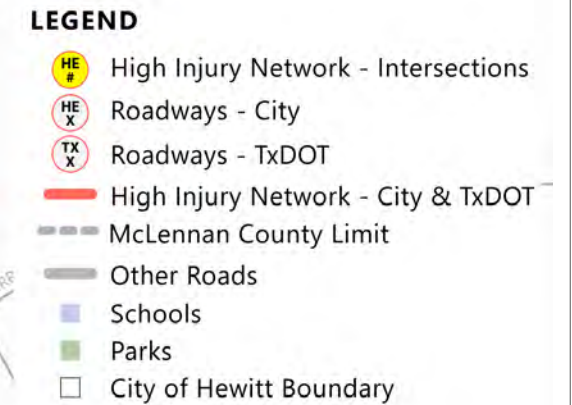 LEGEND
HE
#
High Injury Network - Intersections
HE
X
Roadways - City
TX
X
Roadways - TxDOT
High Injury Network - City & TxDOT
McLennan County Limit
Other Roads
Schools
Parks
City of Hewitt Boundary